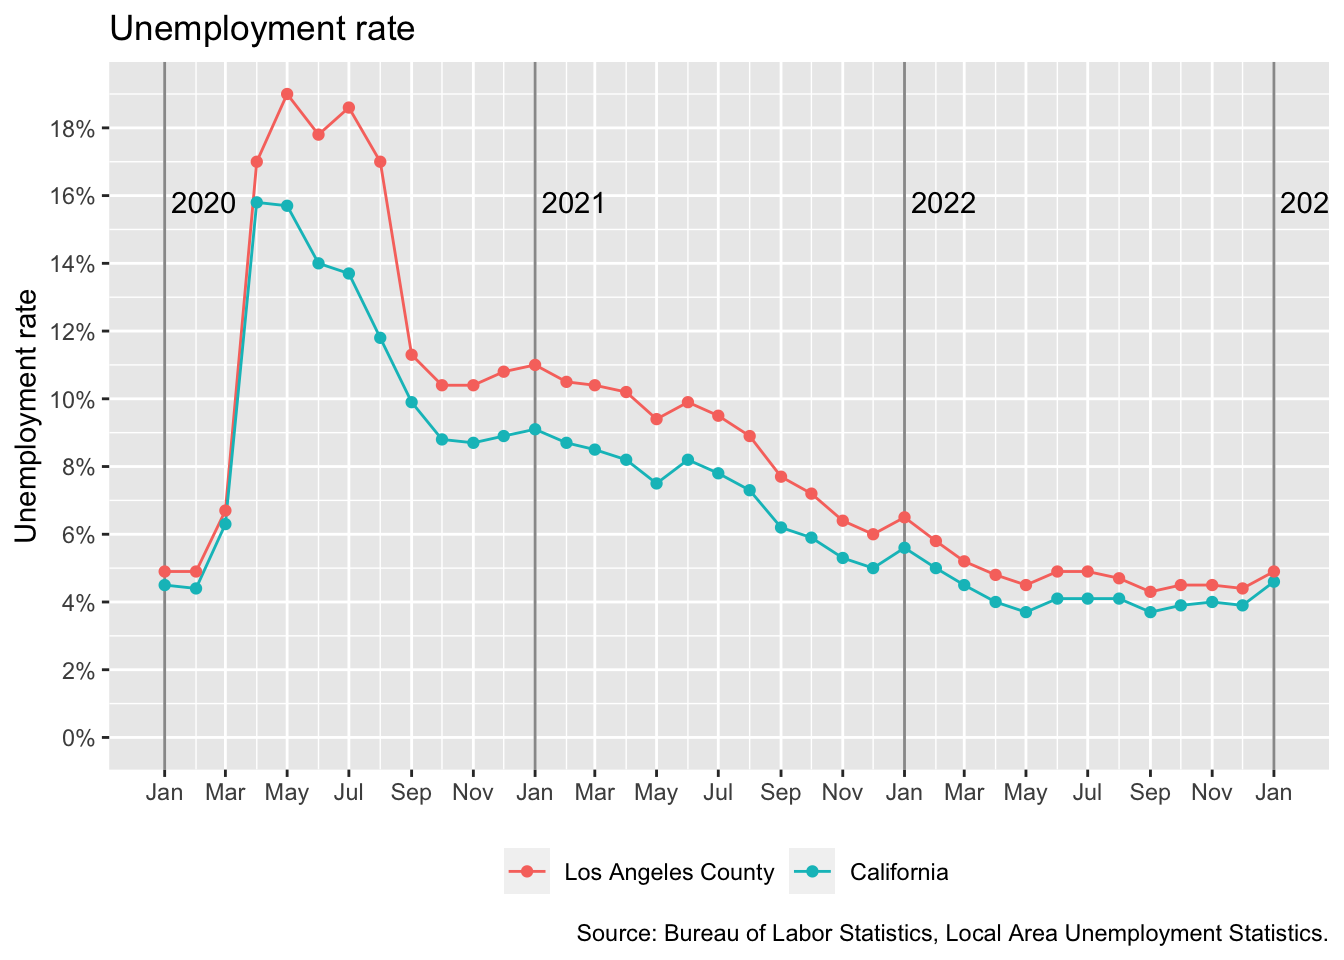 Unemployment rate
Unemployment rate
18%
16%
14%
12%
10%
8%
6%
4%
2%
0%
2020
2021
2022
202
Jan Mar May Jul Sep Nov Jan Mar May Jul Sep Nov Jan Mar May Jul Sep Nov Jan
Los Angeles County California
Source: Bureau of Labor Statistics, Local Area Unemployment Statistics.